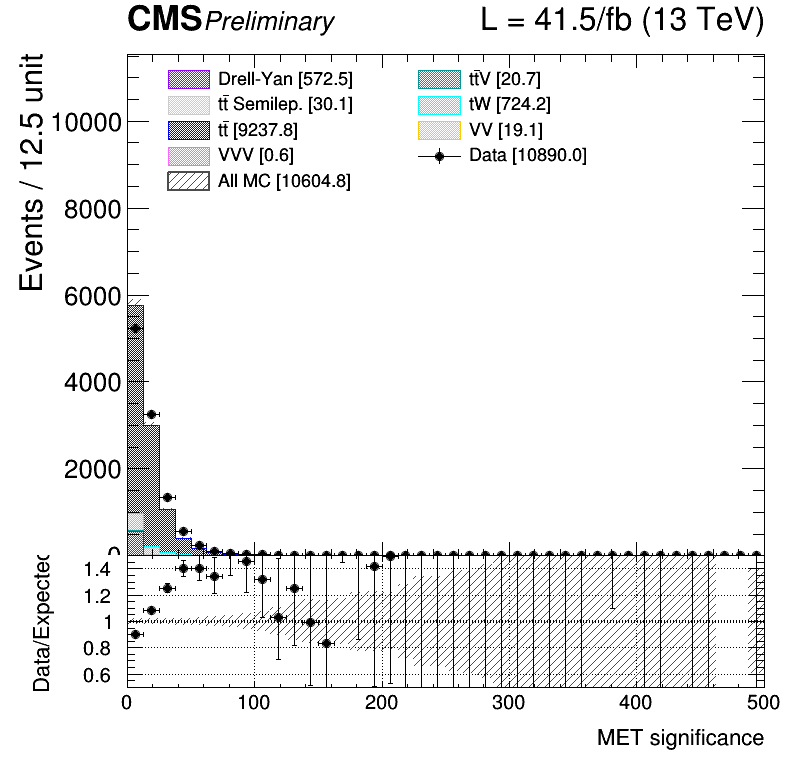 CMS Preliminary L = 41.5/fb (13 TeV)
Drell-Yan [572.5]
tt̄ Semilep. [30.1]
tt̄ [9237.8]
VVV [0.6]
All MC [10604.8]
tt̄V [20.7]
tW [724.2]
VV [19.1]
Data [10890.0]
Events / 12.5 unit
10000
8000
6000
4000
2000
0
Data/Expected
1.4
1.2
1
0.8
0.6
0 100 200 300 400 500
MET significance